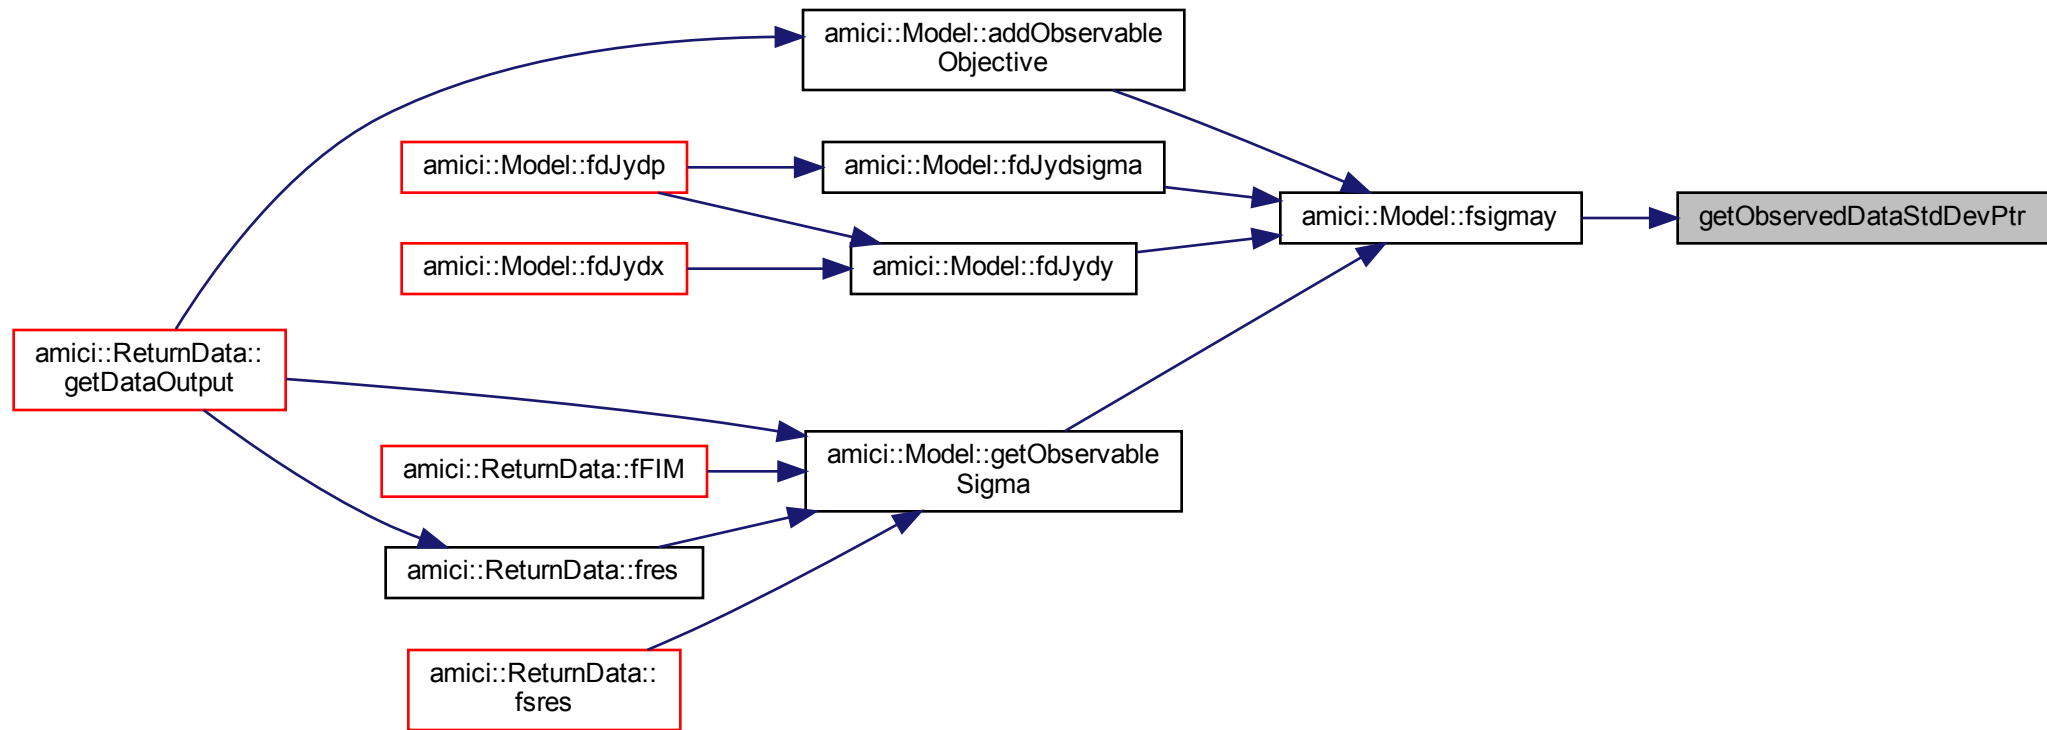 amici::Model::addObservable
Objective
amici::Model::fdJydp
amici::Model::fdJydsigma
amici::Model::fsigmay
getObservedDataStdDevPtr
amici::Model::fdJydx
amici::Model::fdJydy
amici::ReturnData::
getDataOutput
amici::ReturnData::fFIM
amici::Model::getObservable
Sigma
amici::ReturnData::fres
amici::ReturnData::
fsres